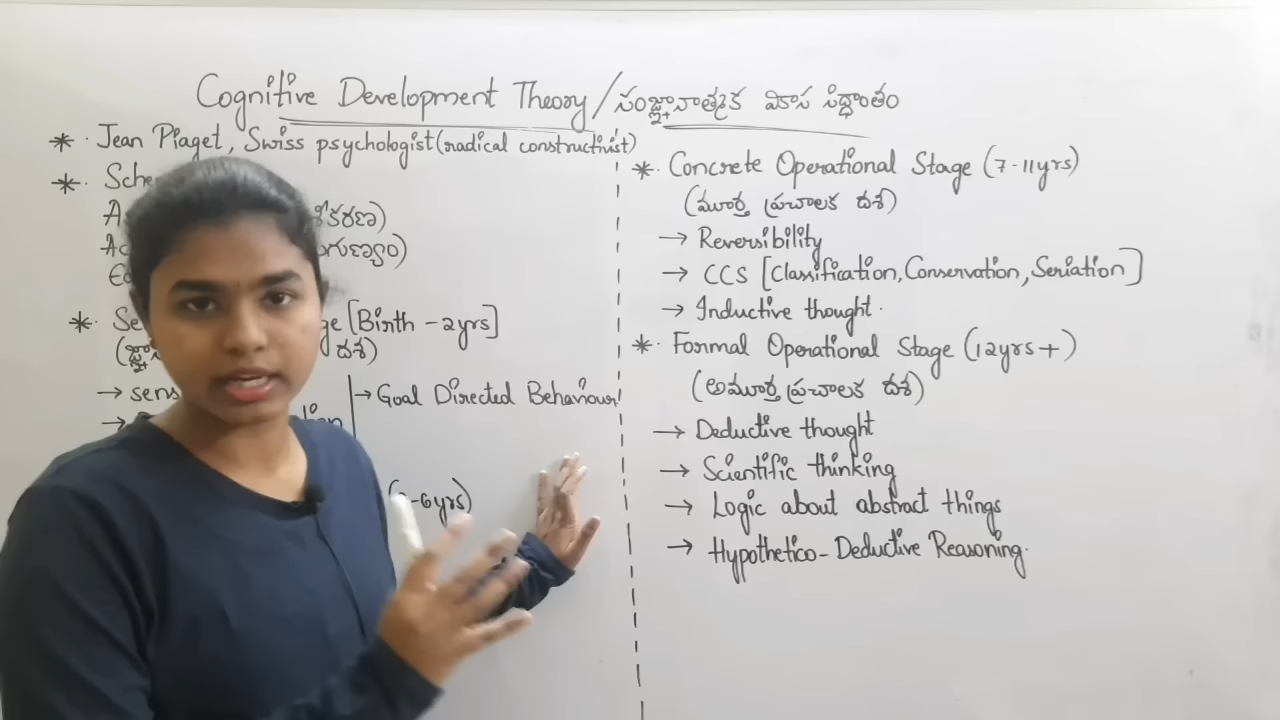 Cognitive Development Theory/సంజ్ఞానాత్మక వికాస సిద్ధాంతం
* · Jean Piaget, Swiss psychologist(radical constructivist)
* · Sche
A
Ac
* · Se ge [Birth - 2yrs]
దశ)
→ sens
→ Goal Directed Behaviour
-6yrs)
* · Concrete Operational Stage (7-11yrs)
(మూర్త ప్రచాలక దశ)
→ Reversibility
→ CCS [Classification, Conservation, Seriation]
→ Inductive thought ·
* · Formal Operational Stage (12yrs+)
(అమూర్త ప్రచాలక దశ)
→ Deductive thought
→ Scientific thinking
→ Logic about abstract things
→ Hypothetico-Deductive Reasoning.